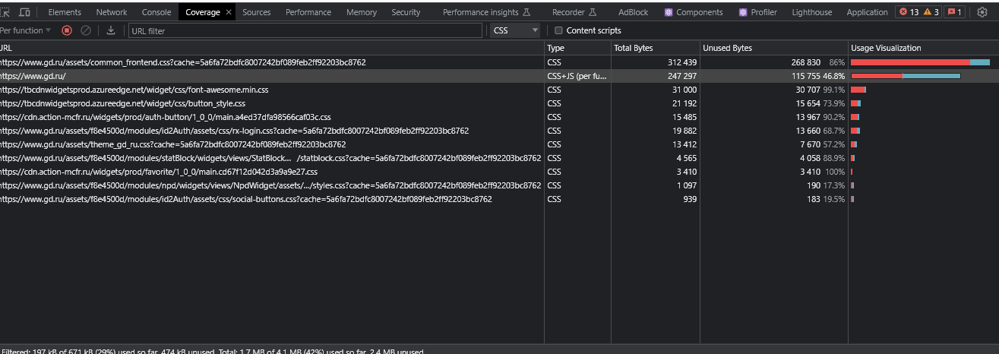 Elements Network Console Coverage × Sources Performance Memory Security Performance insights Recorder AdBlock Components Profiler Lighthouse Application 13 3 1
Per function URL filter CSS Content scripts
URL Type Total Bytes Unused Bytes Usage Visualization
https://www.gd.ru/assets/common_frontend.css?cache=5a6fa72bdfc8007242bf089feb2ff92203bc8762 CSS 312 439 268 830 86%
https://www.gd.ru/ CSS+JS (per fu... 247 297 115 755 46.8%
https://tbcdnwidgetsprod.azureedge.net/widget/css/font-awesome.min.css CSS 31 000 30 707 99.1%
https://tbcdnwidgetsprod.azureedge.net/widget/css/button_style.css CSS 21 192 15 654 73.9%
https://cdn.action-mcfr.ru/widgets/prod/auth-button/1_0_0/main.a4ed37dfa98566caf03c.css CSS 15 485 13 967 90.2%
https://www.gd.ru/assets/f8e4500d/modules/id2Auth/assets/css/rx-login.css?cache=5a6fa72bdfc8007242bf089feb2ff92203bc8762 CSS 19 882 13 660 68.7%
https://www.gd.ru/assets/theme_gd_ru.css?cache=5a6fa72bdfc8007242bf089feb2ff92203bc8762 CSS 13 412 7 670 57.2%
https://www.gd.ru/assets/f8e4500d/modules/statBlock/widgets/views/StatBlock... /statblock.css?cache=5a6fa72bdfc8007242bf089feb2ff92203bc8762 CSS 4 565 4 058 88.9%
https://cdn.action-mcfr.ru/widgets/prod/favorite/1_0_0/main.cd67f12d042d3a9a9e27.css CSS 3 410 3 410 100%
https://www.gd.ru/assets/f8e4500d/modules/npd/widgets/views/NpdWidget/assets/.../styles.css?cache=5a6fa72bdfc8007242bf089feb2ff92203bc8762 CSS 1 097 190 17.3%
https://www.gd.ru/assets/f8e4500d/modules/id2Auth/assets/css/social-buttons.css?cache=5a6fa72bdfc8007242bf089feb2ff92203bc8762 CSS 939 183 19.5%
Filtered: 197 kB of 671 kB (29%) used so far, 474 kB unused. Total: 1.7 MB of 4.1 MB (42%) used so far, 2.4 MB unused.